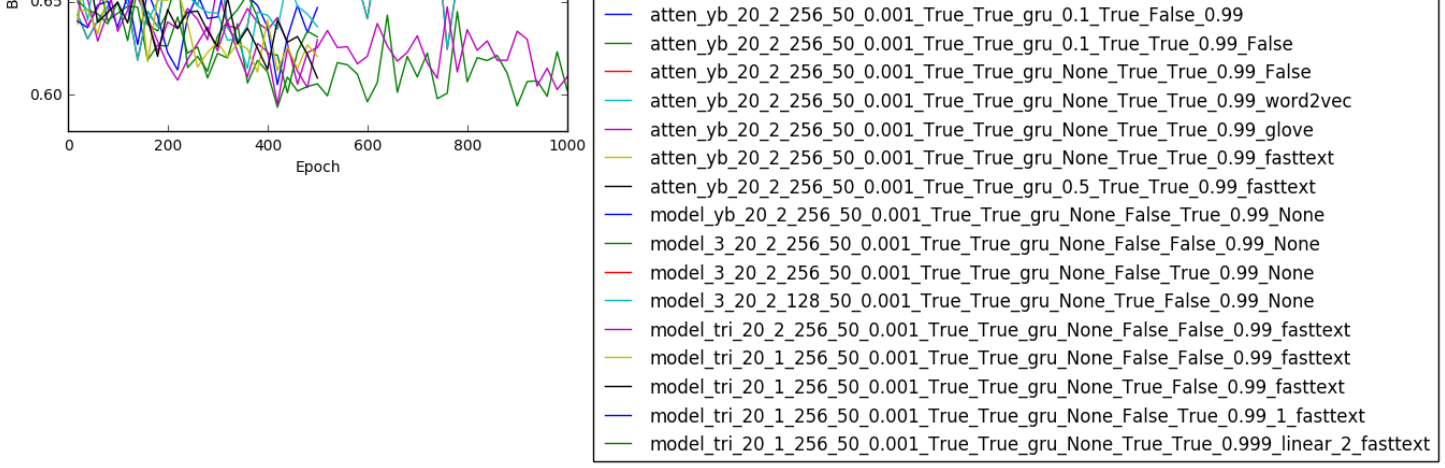 0.65
0.60
0 200 400 600 800 1000
Epoch
B
atten_yb_20_2_256_50_0.001_True_True_gru_0.1_True_False_0.99
atten_yb_20_2_256_50_0.001_True_True_gru_0.1_True_True_0.99_False
atten_yb_20_2_256_50_0.001_True_True_gru_None_True_True_0.99_False
atten_yb_20_2_256_50_0.001_True_True_gru_None_True_True_0.99_word2vec
atten_yb_20_2_256_50_0.001_True_True_gru_None_True_True_0.99_glove
atten_yb_20_2_256_50_0.001_True_True_gru_None_True_True_0.99_fasttext
atten_yb_20_2_256_50_0.001_True_True_gru_0.5_True_True_0.99_fasttext
model_yb_20_2_256_50_0.001_True_True_gru_None_False_True_0.99_None
model_3_20_2_256_50_0.001_True_True_gru_None_False_False_0.99_None
model_3_20_2_256_50_0.001_True_True_gru_None_False_True_0.99_None
model_3_20_2_128_50_0.001_True_True_gru_None_True_False_0.99_None
model_tri_20_2_256_50_0.001_True_True_gru_None_False_False_0.99_fasttext
model_tri_20_1_256_50_0.001_True_True_gru_None_False_False_0.99_fasttext
model_tri_20_1_256_50_0.001_True_True_gru_None_True_False_0.99_fasttext
model_tri_20_1_256_50_0.001_True_True_gru_None_False_True_0.99_1_fasttext
model_tri_20_1_256_50_0.001_True_True_gru_None_True_True_0.999_linear_2_fasttext